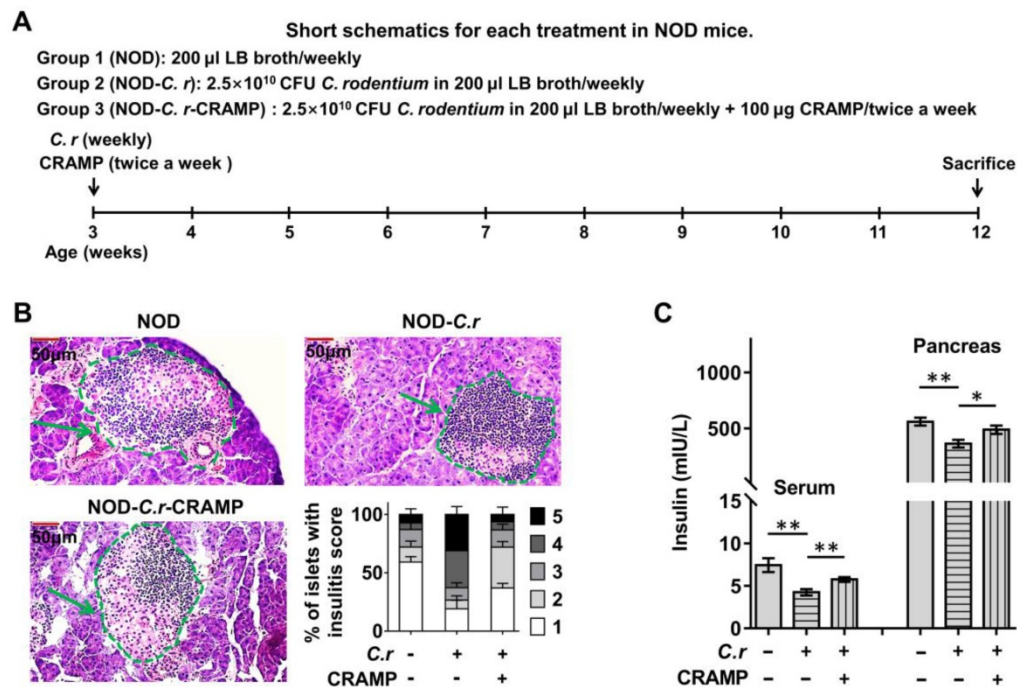 A
Short schematics for each treatment in NOD mice.
Group 1 (NOD): 200 µl LB broth/weekly
Group 2 (NOD-C. r): 2.5×10¹⁰ CFU C. rodentium in 200 µl LB broth/weekly
Group 3 (NOD-C. r-CRAMP) : 2.5×10¹⁰ CFU C. rodentium in 200 µl LB broth/weekly + 100 µg CRAMP/twice a week
C. r (weekly)
CRAMP (twice a week )
Sacrifice
3 4 5 6 7 8 9 10 11 12
Age (weeks)
B
NOD
NOD-C.r
50µm
50µm
NOD-C.r-CRAMP
50µm
% of islets with
insulitis score
100
50
0
5
4
3
2
1
C.r - + +
CRAMP - - +
C
Insulin (mIU/L)
1000
500
15
10
5
0
Pancreas
** *
Serum
** **
C.r - + + - + +
CRAMP - - + - - +